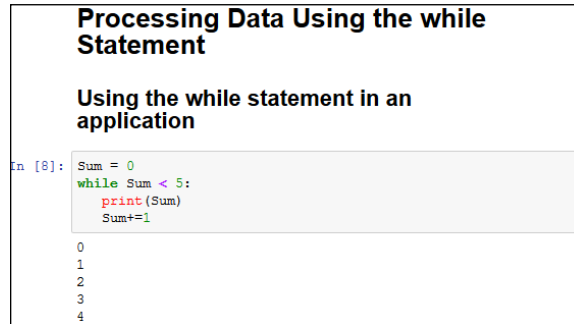 Processing Data Using the while
Statement
Using the while statement in an
application
In [8]: Sum = 0
while Sum < 5:
print(Sum)
Sum+=1
0
1
2
3
4